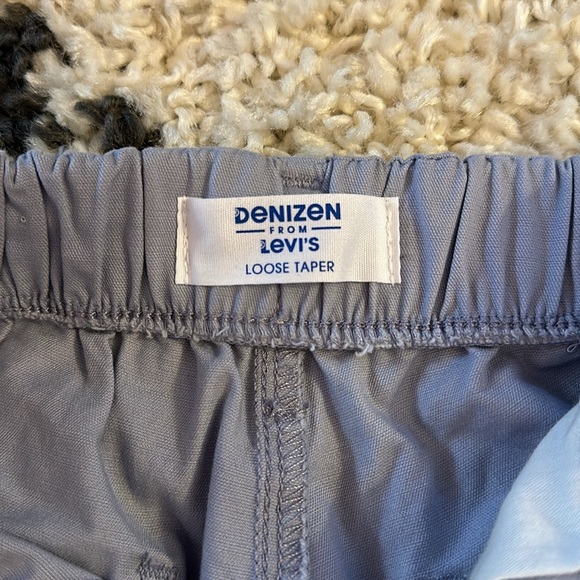 DENIZEN
FROM
LEVI'S
LOOSE TAPER